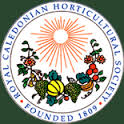 ROYAL CALEDONIAN HORTICULTURAL SOCIETY
FOUNDED 1809